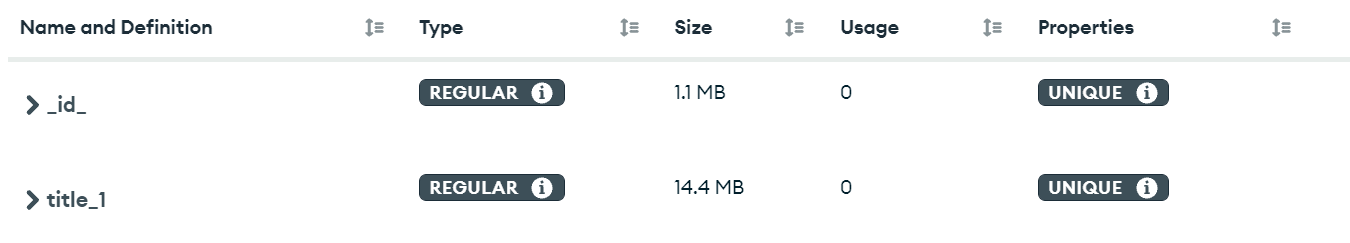 Name and Definition Type Size Usage Properties
_id_ REGULAR 1.1 MB 0 UNIQUE
title_1 REGULAR 14.4 MB 0 UNIQUE